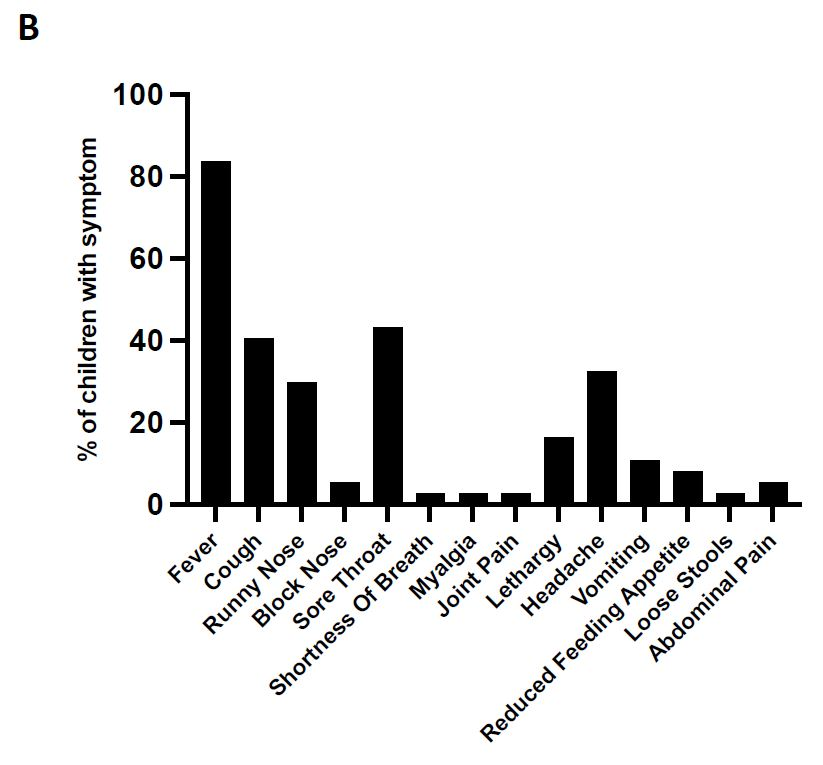 B
% of children with symptom
100
80
60
40
20
0
Fever
Cough
Runny Nose
Block Nose
Sore Throat
Shortness Of Breath
Myalgia
Joint Pain
Lethargy
Headache
Vomiting
Reduced Feeding Appetite
Loose Stools
Abdominal Pain